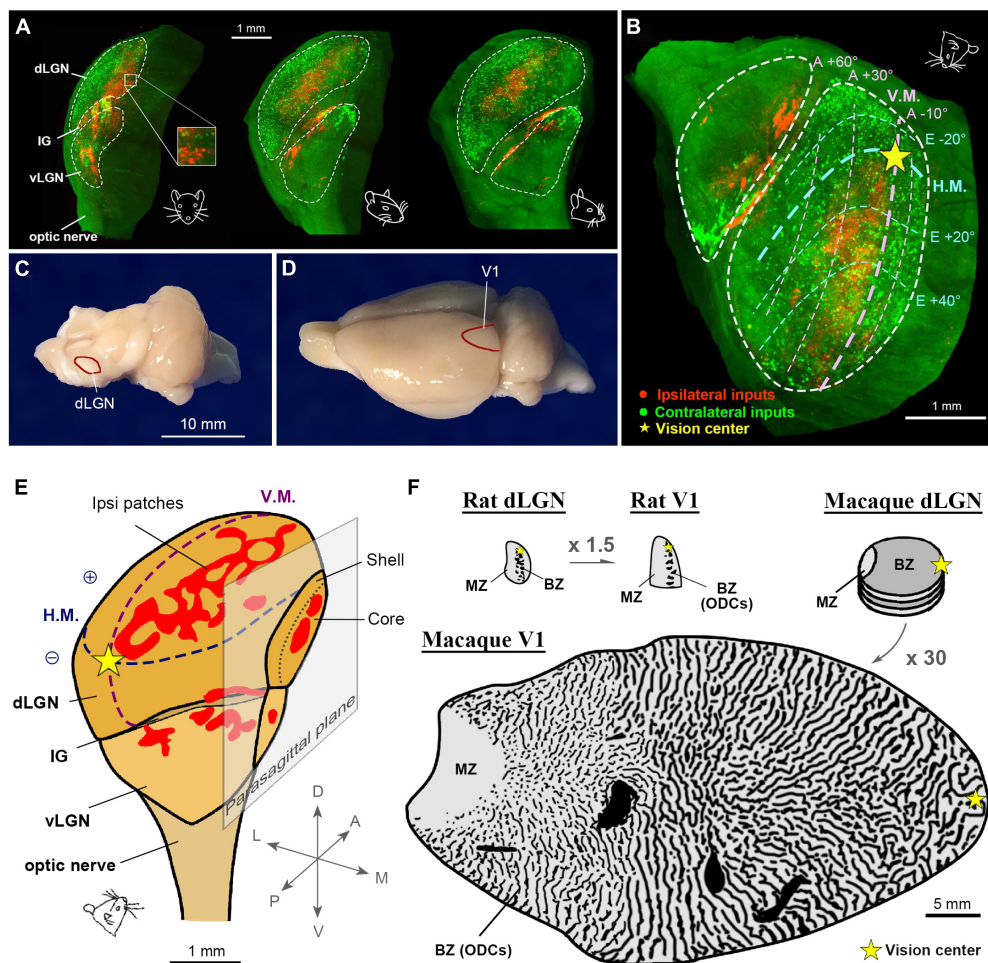 A
1 mm
dLGN
IG
vLGN
optic nerve
B
A +60°
A +30°
V.M.
A -10°
E -20°
H.M.
E +20°
E +40°
Ipsilateral inputs
Contralateral inputs
Vision center
1 mm
C
dLGN
10 mm
D
V1
E
Ipsi patches
V.M.
Shell
Core
H.M.
dLGN
IG
vLGN
optic nerve
Parasagittal plane
D
A
L
M
P
V
1 mm
F
Rat dLGN
Rat V1
Macaque dLGN
x 1.5
MZ
BZ
MZ
BZ
(ODCs)
BZ
MZ
x 30
Macaque V1
MZ
BZ (ODCs)
5 mm
Vision center